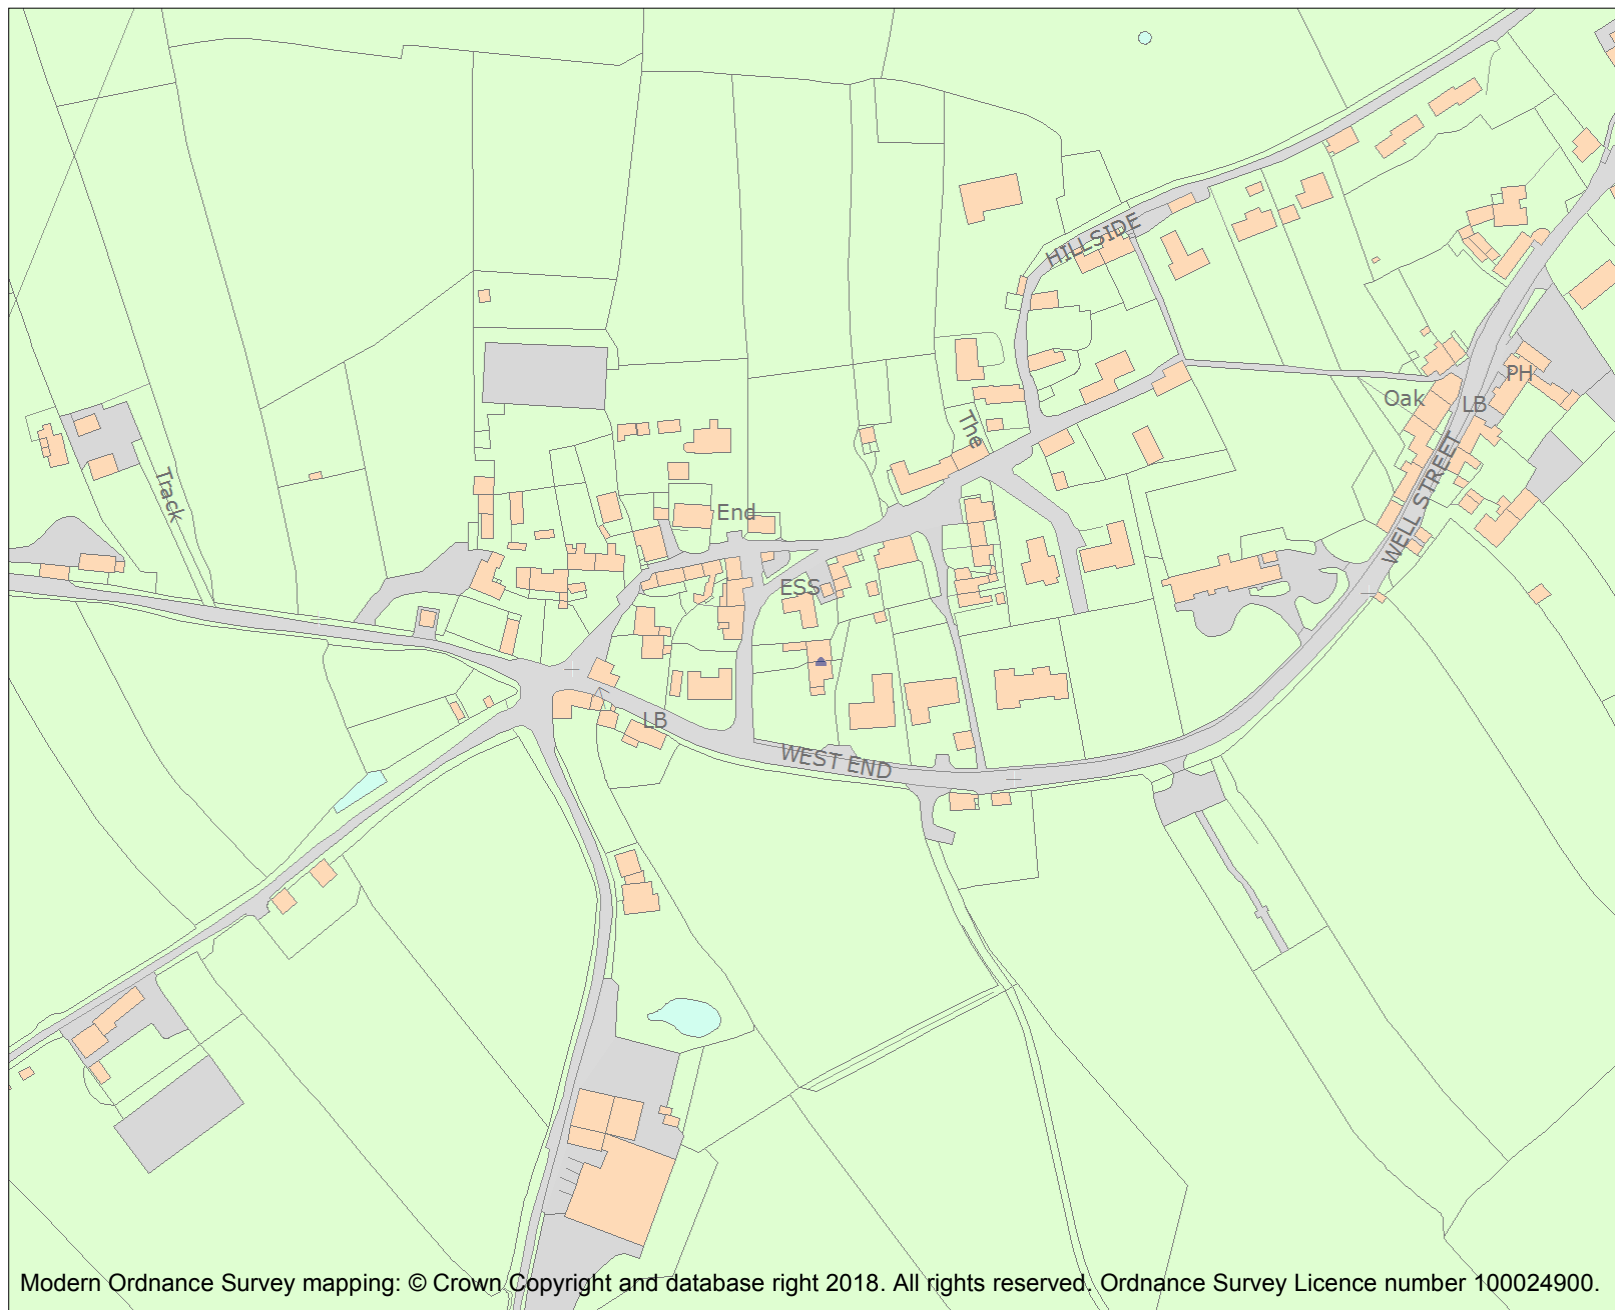 HILLSIDE
PH
Oak
LB
The
Track
WELL STREET
End
ESS
LB
WEST END
Modern Ordnance Survey mapping: © Crown Copyright and database right 2018. All rights reserved. Ordnance Survey Licence number 100024900.